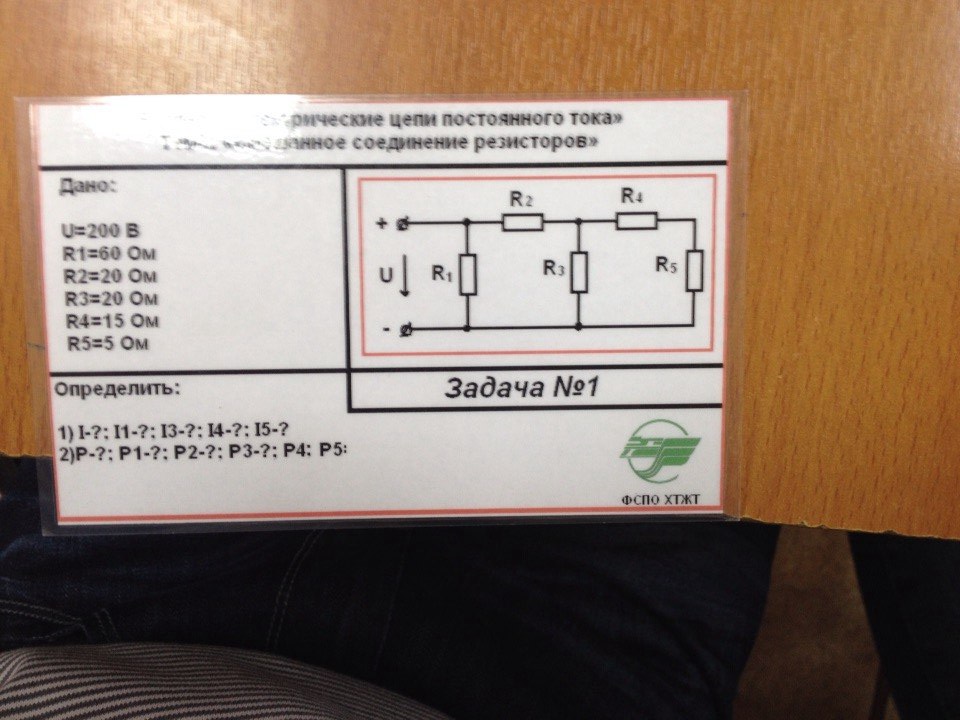 цепи постоянного тока»
соединение резисторов»
Дано:
U=200 В
R1=60 Ом
R2=20 Ом
R3=20 Ом
R4=15 Ом
R5=5 Ом
R2
R4
+
U
R1
R3
R5
-
Определить:
Задача №1
1) I-?; I1-?; I3-?; I4-?; I5-?
2)P-?; P1-?; P2-?; P3-?; P4; P5:
ФСПО ХТЖТ